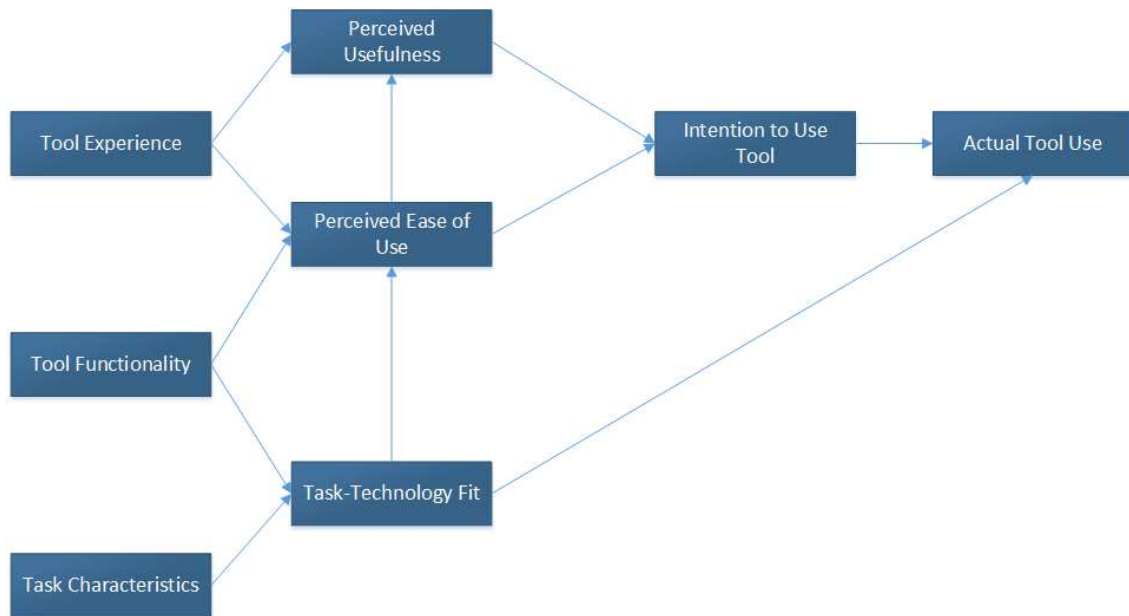 Perceived
Usefulness
Tool Experience
Intention to Use
Tool
Actual Tool Use
Perceived Ease of
Use
Tool Functionality
Task-Technology Fit
Task Characteristics